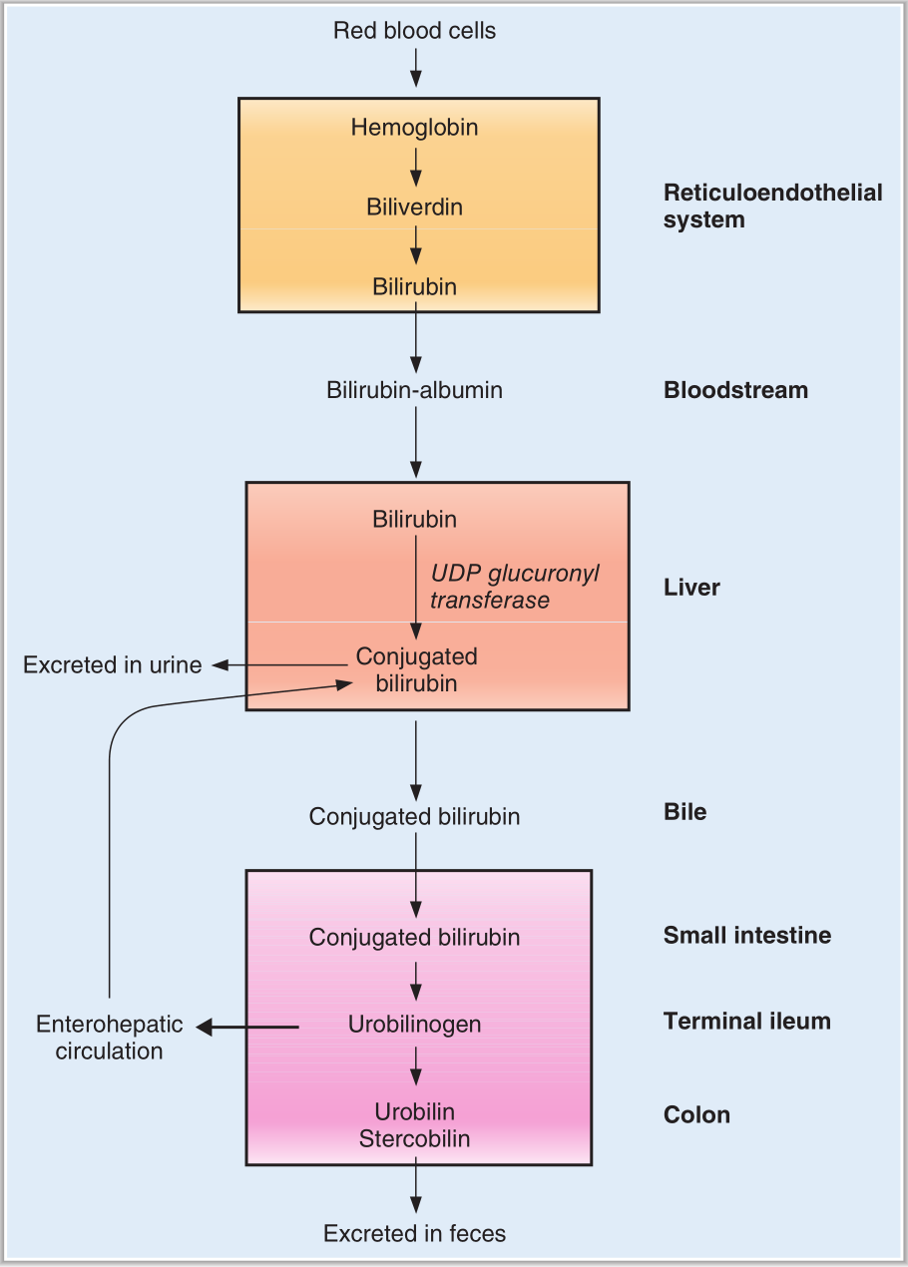 Red blood cells
Hemoglobin
Biliverdin
Bilirubin
Reticuloendothelial
system
Bilirubin-albumin
Bloodstream
Bilirubin
UDP glucuronyl
transferase
Liver
Conjugated
bilirubin
Excreted in urine
Conjugated bilirubin
Bile
Conjugated bilirubin
Small intestine
Urobilinogen
Terminal ileum
Enterohepatic
circulation
Urobilin
Stercobilin
Colon
Excreted in feces